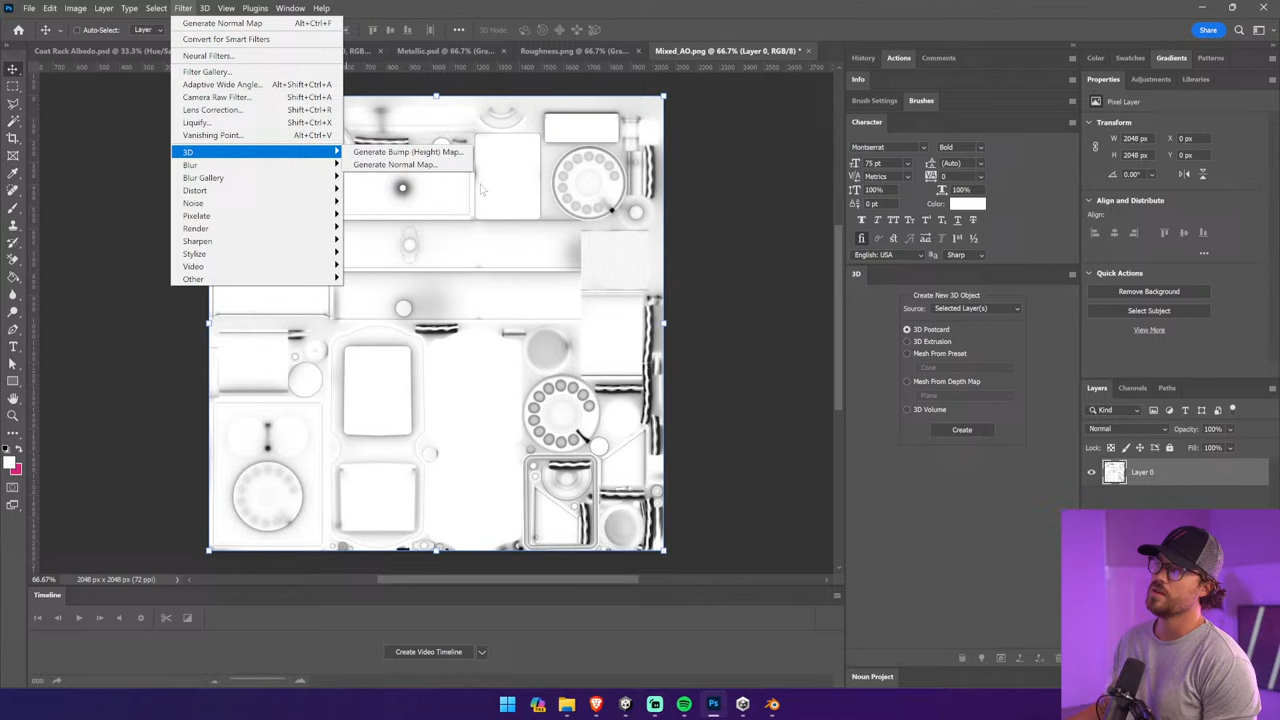 Ps File Edit Image Layer Type Select Filter 3D View Plugins Window Help
Auto-Select: Layer 3D Mode: Share
Coat Rack Albedo.psd @ 33.3% (Hue/Sa RGB/8) * Metallic.psd @ 66.7% (Gra... Roughness.png @ 66.7% (Gra... Mixed_AO.png @ 66.7% (Layer 0, RGB/8) *
Generate Normal Map Alt+Ctrl+F
Convert for Smart Filters
Neural Filters...
Filter Gallery...
Adaptive Wide Angle... Alt+Shift+Ctrl+A
Camera Raw Filter... Shift+Ctrl+A
Lens Correction... Shift+Ctrl+R
Liquify... Shift+Ctrl+X
Vanishing Point... Alt+Ctrl+V
3D
Blur
Blur Gallery
Distort
Noise
Pixelate
Render
Sharpen
Stylize
Video
Other
Generate Bump (Height) Map...
Generate Normal Map...
66.67% 2048 px x 2048 px (72 ppi)
Timeline
Create Video Timeline
History Actions Comments
Info
Brush Settings Brushes
Character
Montserrat Bold
75 pt (Auto)
Metrics 0
100% 100%
0 pt Color:
English: USA Sharp
3D
Create New 3D Object
Source: Selected Layer(s)
3D Postcard
3D Extrusion
Mesh From Preset
Cone
Mesh From Depth Map
Plane
3D Volume
Create
Noun Project
Color Swatches Gradients Patterns
Properties Adjustments Libraries
Pixel Layer
Transform
W 2048 px X 0 px
H 2048 px Y 0 px
0.00°
Align and Distribute
Align:
Quick Actions
Remove Background
Select Subject
View More
Layers Channels Paths
Kind
Normal Opacity: 100%
Lock: Fill: 100%
Layer 0